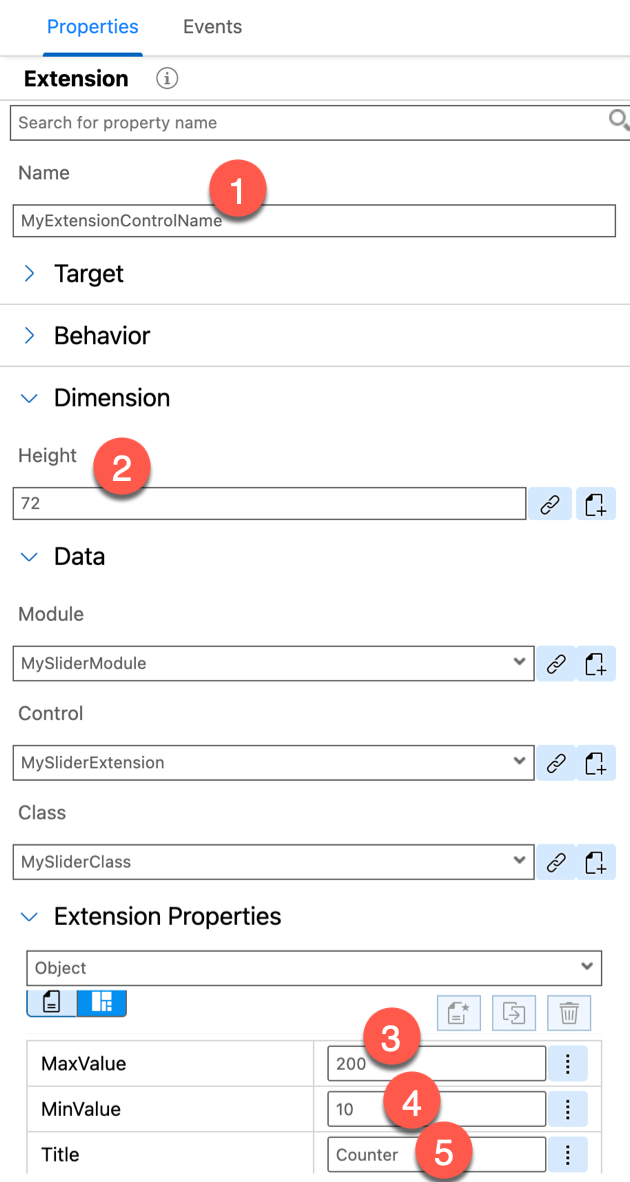 Properties Events
Extension
Search for property name
Name
1
MyExtensionControlName
Target
Behavior
Dimension
Height
2
72
Data
Module
MySliderModule
Control
MySliderExtension
Class
MySliderClass
Extension Properties
Object
3
MaxValue 200
MinValue 10
4
Title Counter
5